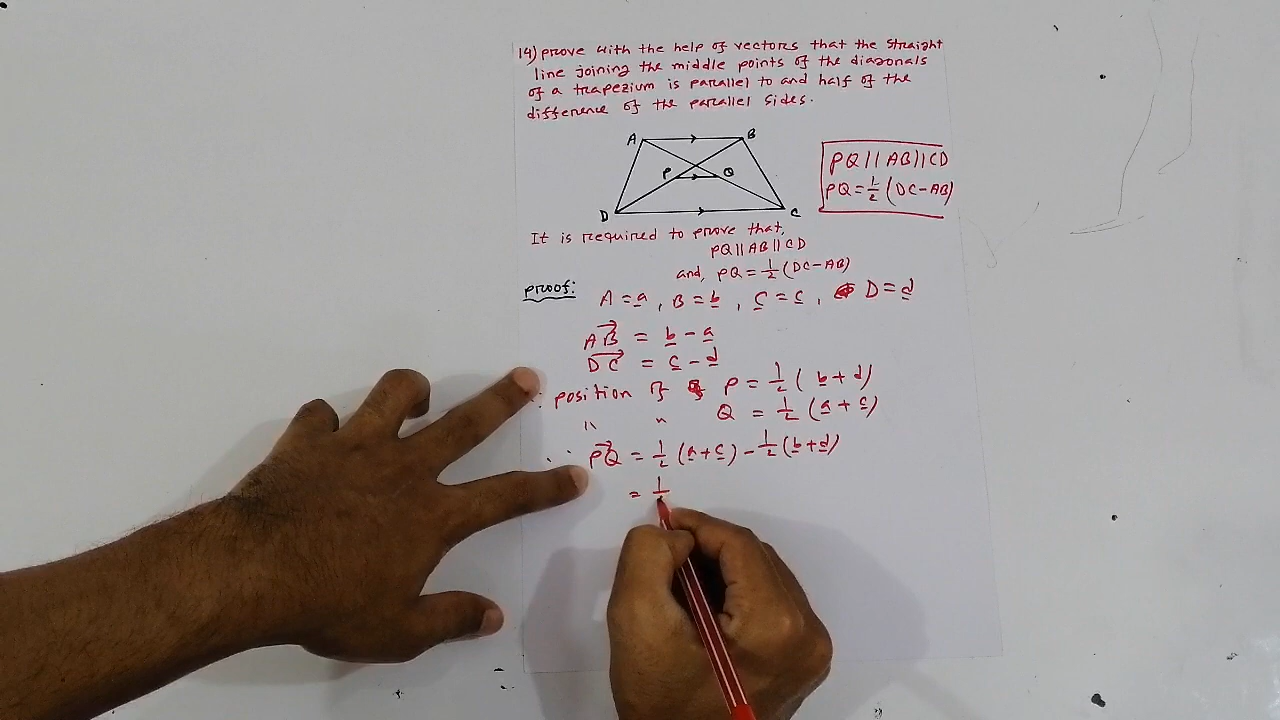 14) prove with the help of vectors that the straight
line joining the middle points of the diagonals
of a trapezium is parallel to and half of the
difference of the parallel sides.
A B
P Q
D C
PQ || AB || CD
PQ = 1/2 (DC - AB)
It is required to prove that,
PQ || AB || CD
and, PQ = 1/2 (DC - AB)
proof: A = a, B = b, C = c, D = d
AB = b - a
DC = c - d
position of P = 1/2 (b + d)
" " Q = 1/2 (a + c)
∴ PQ = 1/2 (a + c) - 1/2 (b + d)
= 1